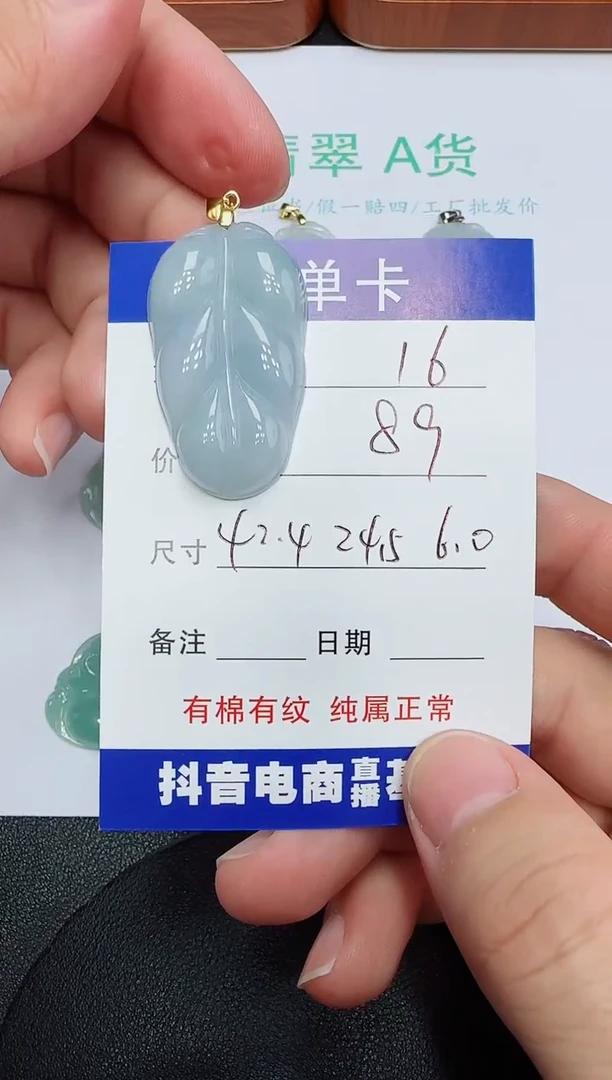 翡翠 A货
/假一赔四/工厂批发价
单卡
16
价 89
尺寸 42.4 24.5 6.0
备注 日期
有棉有纹 纯属正常
抖音电商直播基